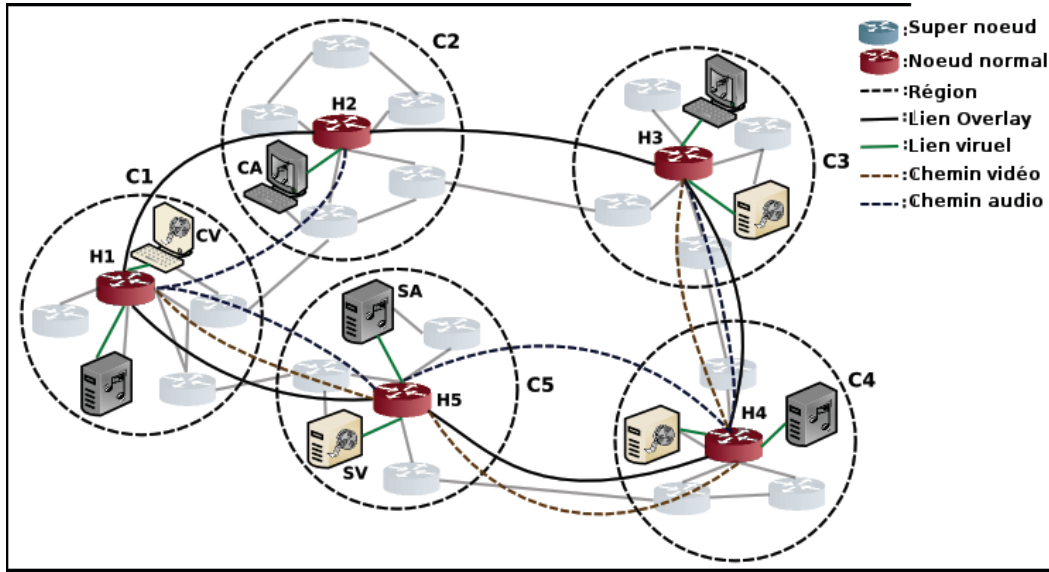 :Super noeud
:Noeud normal
:Région
:Lien Overlay
:Lien viruel
:Chemin vidéo
:Chemin audio
C2
H2
CA
H3
C3
C1
CV
H1
SA
C5
H5
SV
C4
H4